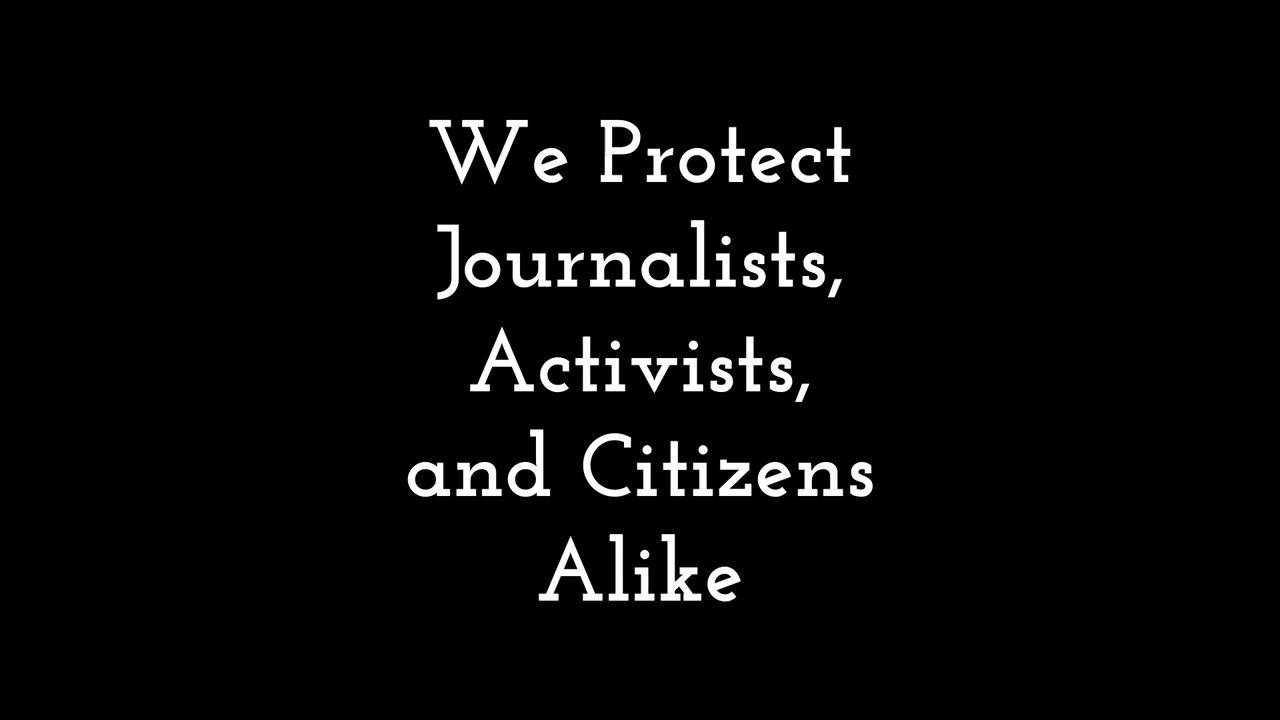 We Protect
Journalists,
Activists,
and Citizens
Alike